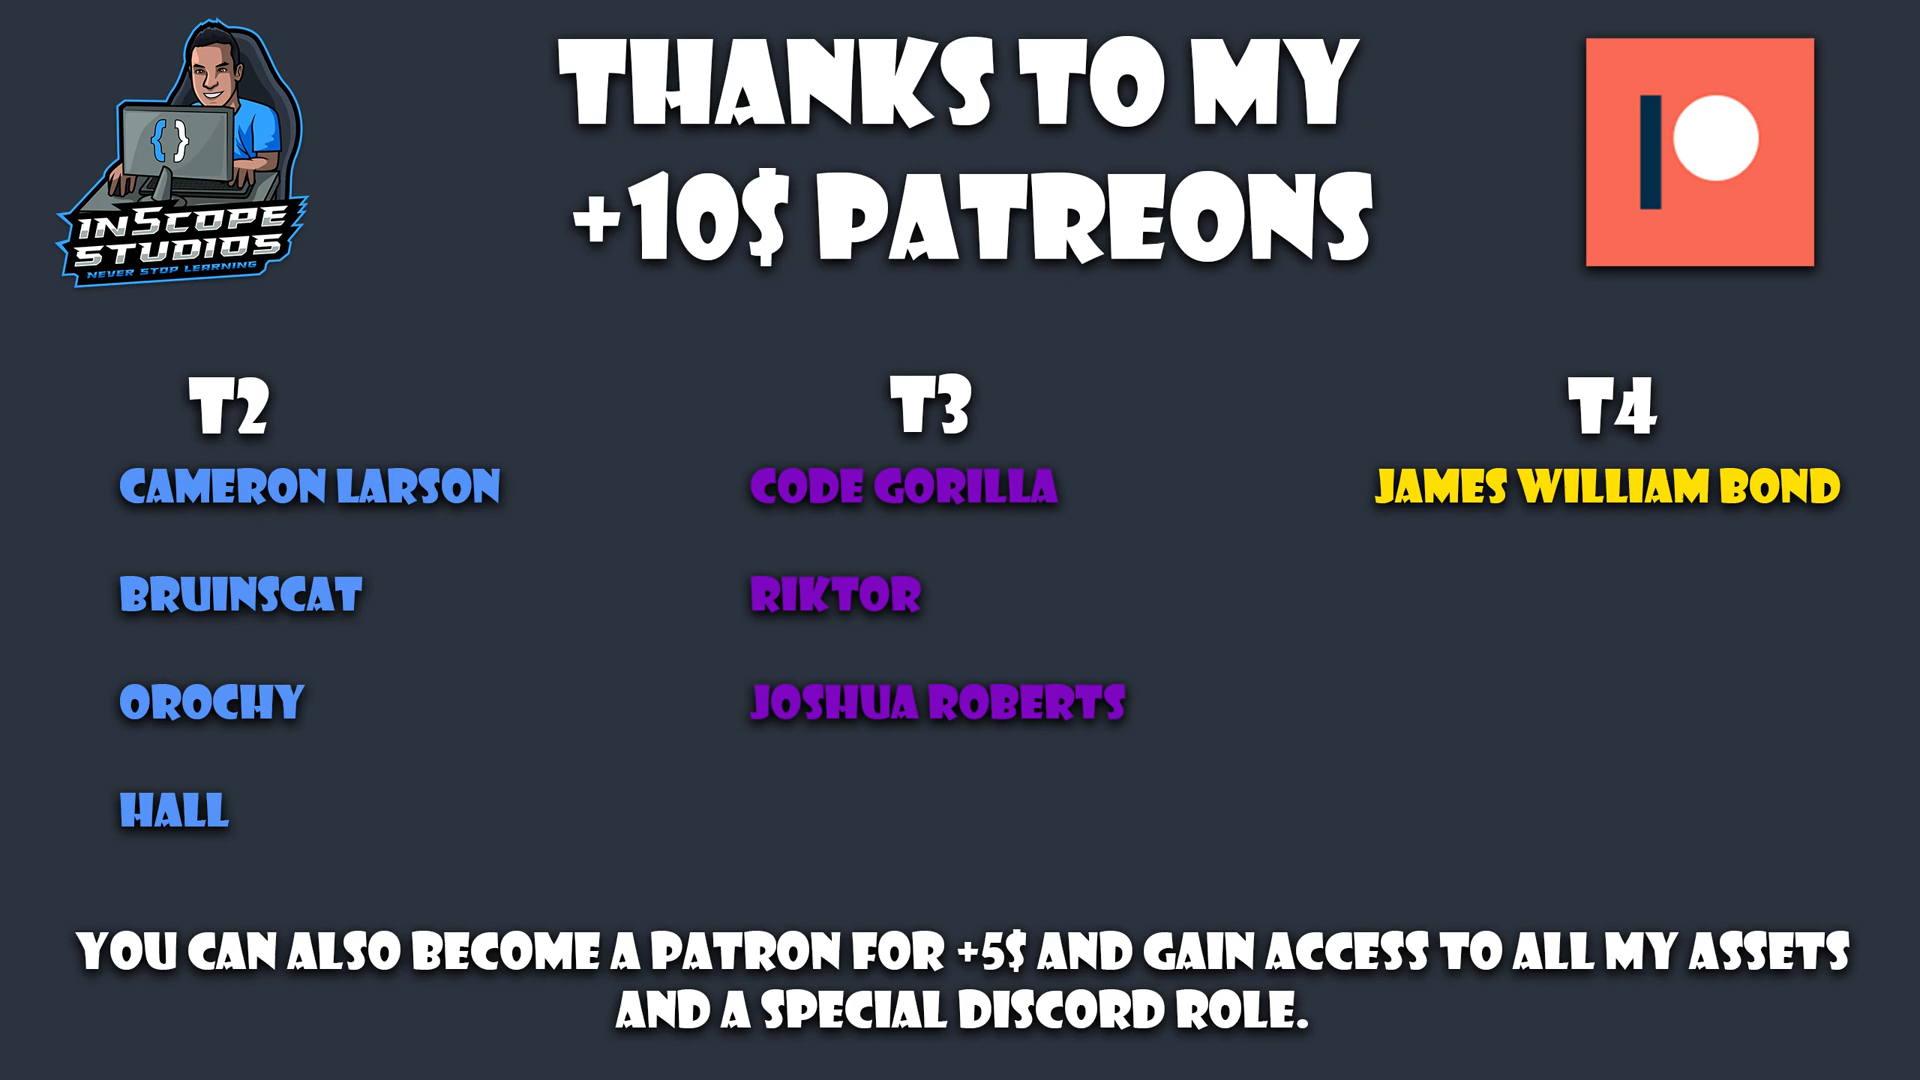 { }
INSCOPE
STUDIOS
NEVER STOP LEARNING
THANKS TO MY
+10$ PATREONS
T2
CAMERON LARSON
BRUINSCAT
OROCHY
HALL
T3
CODE GORILLA
RIKTOR
JOSHUA ROBERTS
T4
JAMES WILLIAM BOND
YOU CAN ALSO BECOME A PATRON FOR +5$ AND GAIN ACCESS TO ALL MY ASSETS
AND A SPECIAL DISCORD ROLE.